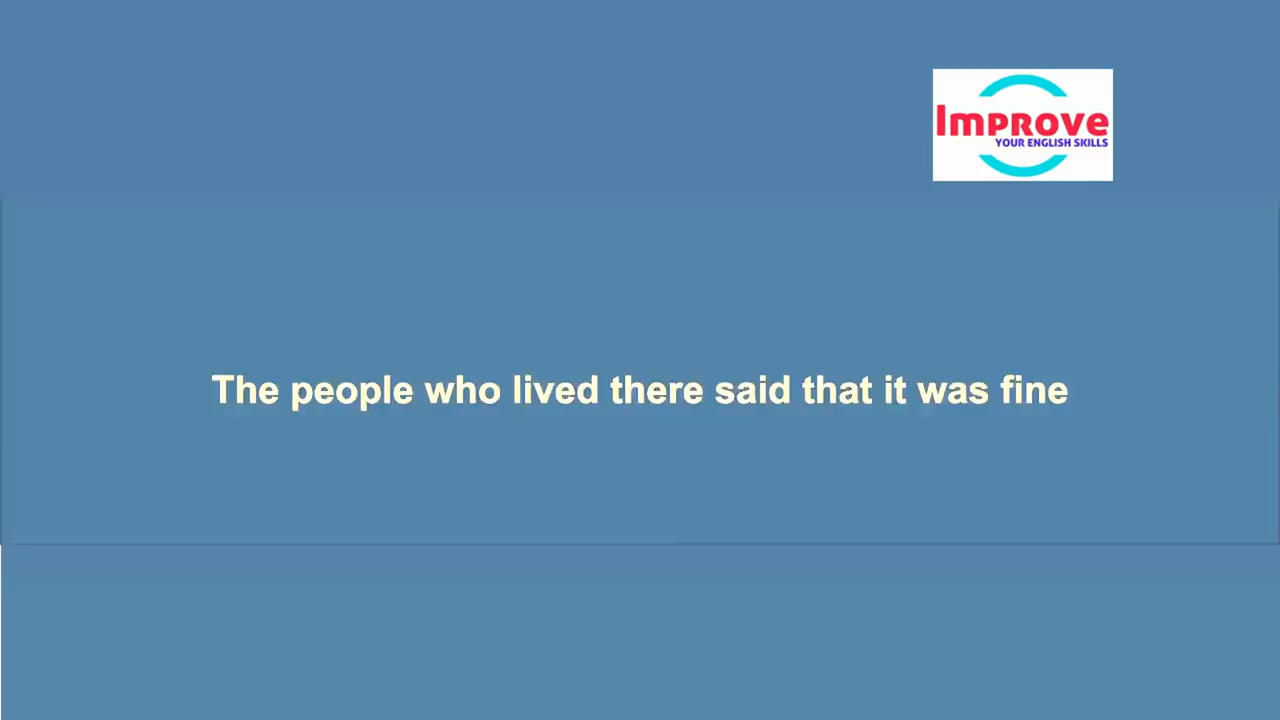 Improve
YOUR ENGLISH SKILLS
The people who lived there said that it was fine